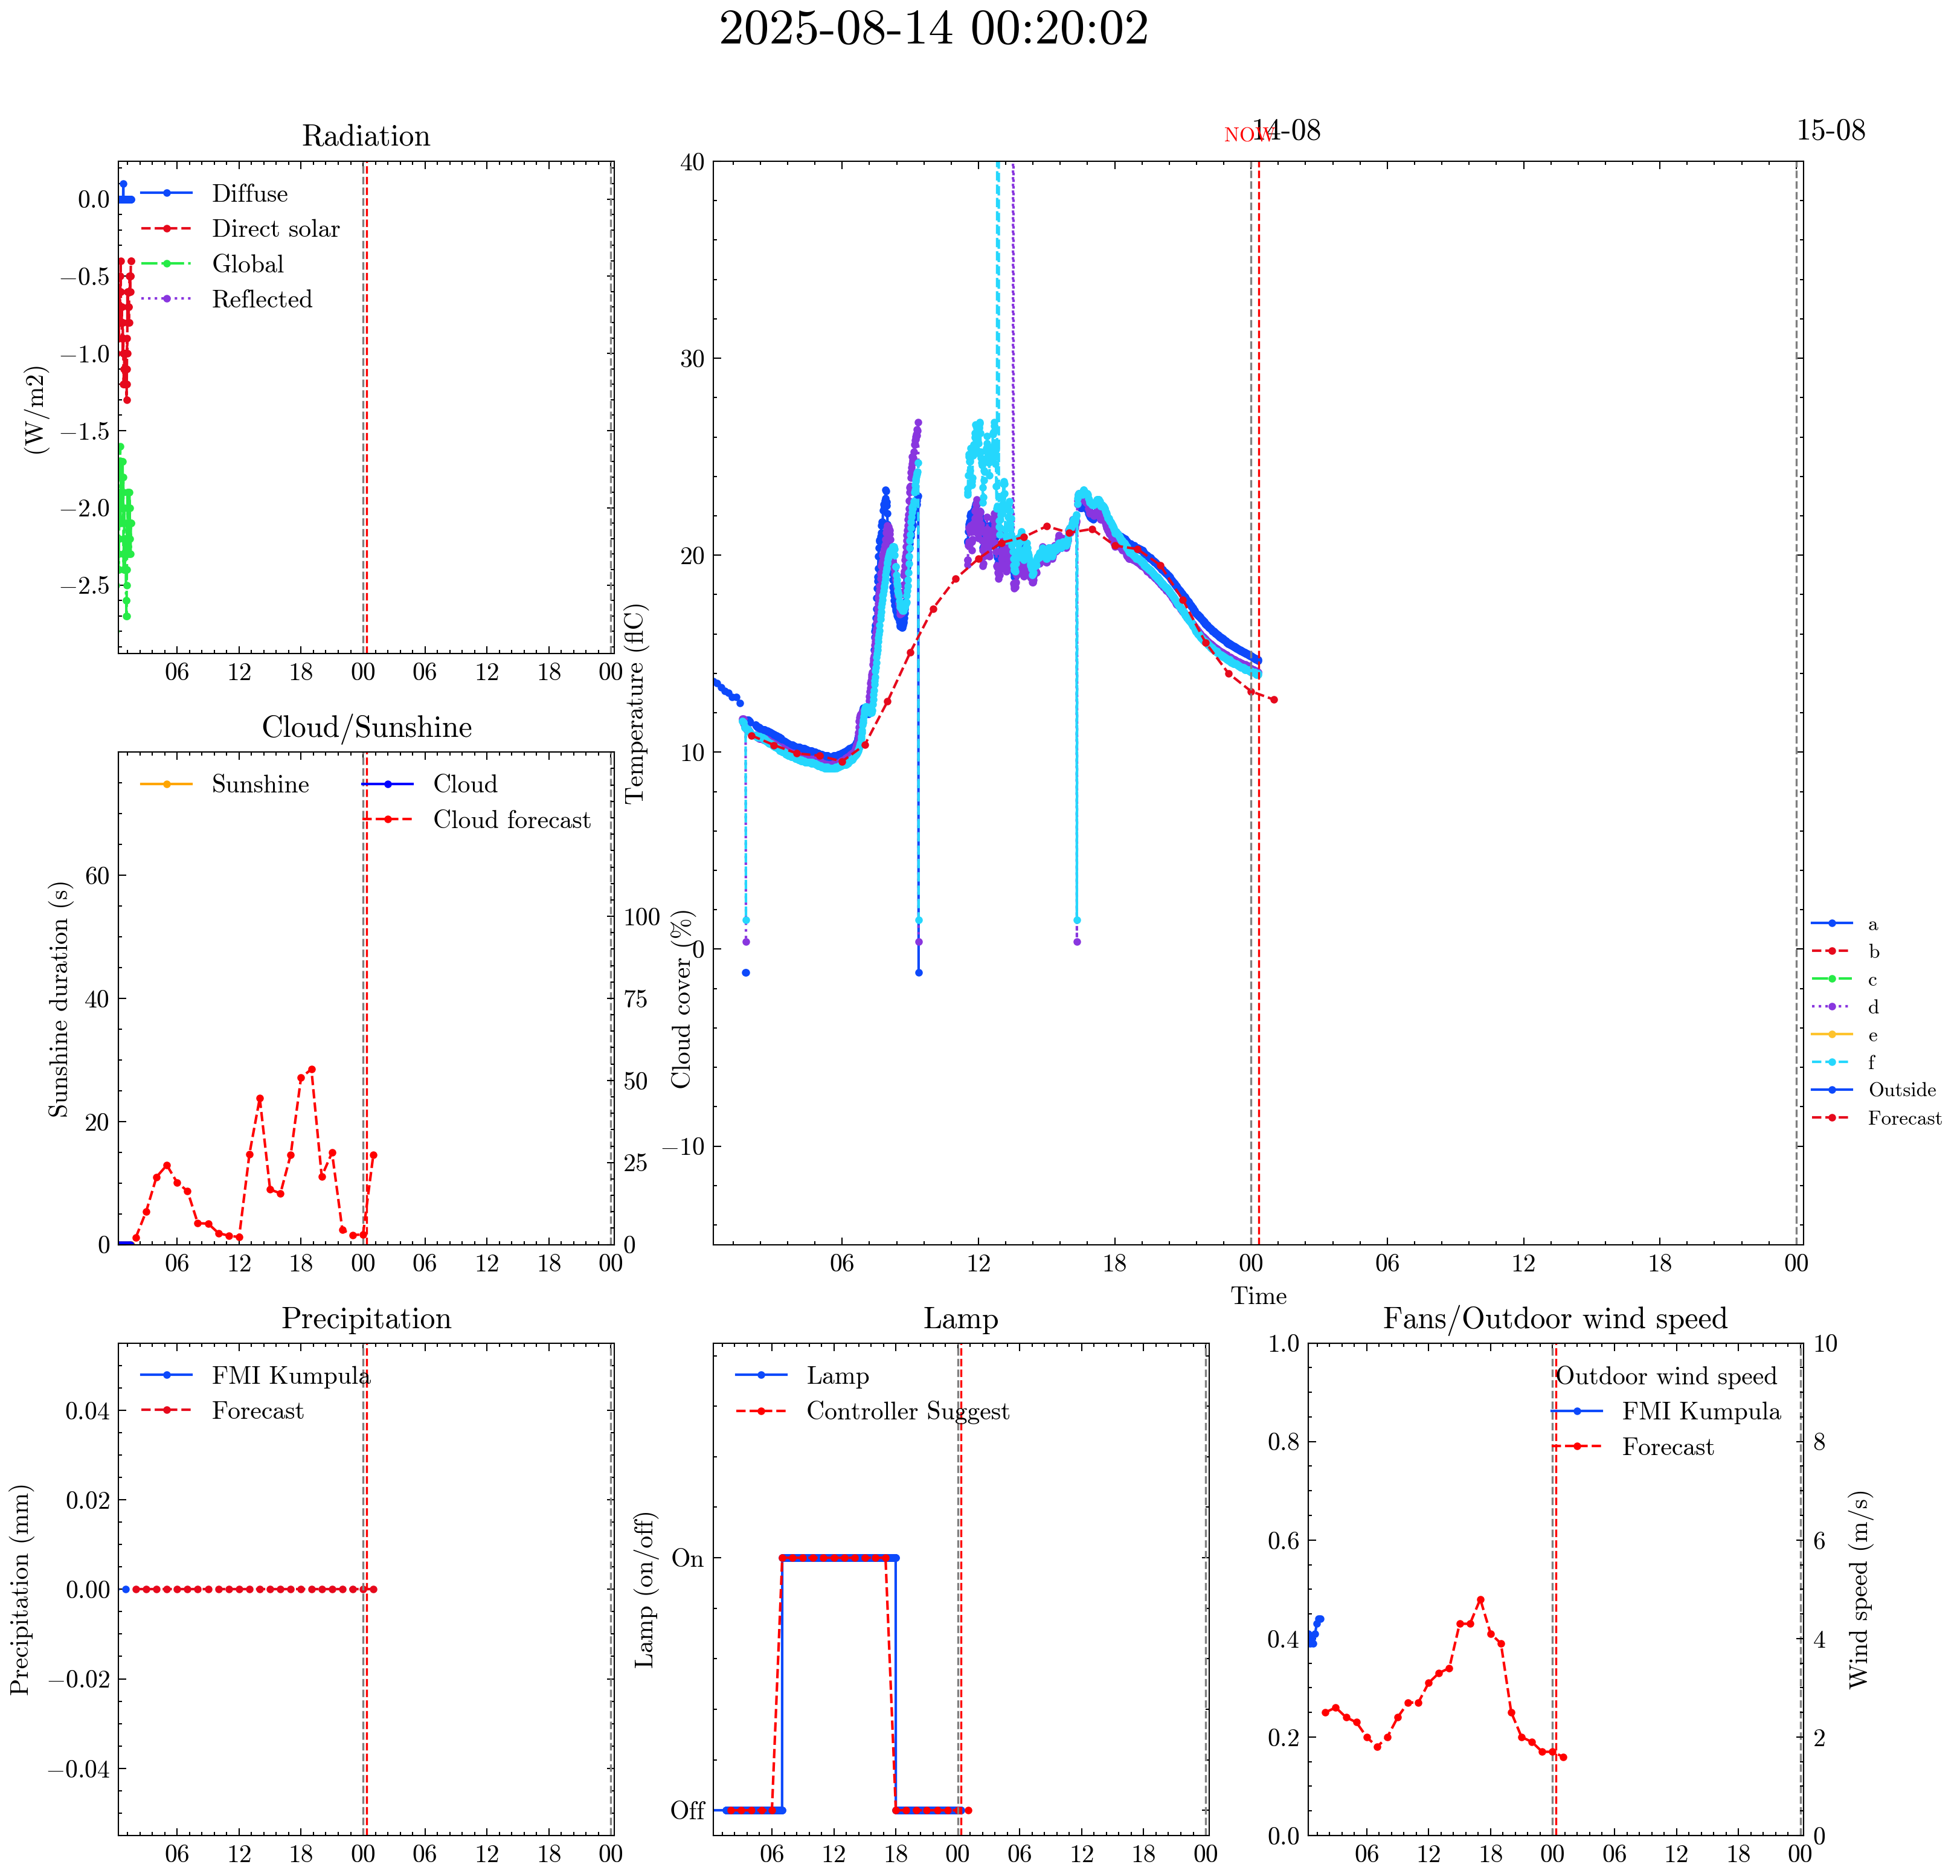 2025-08-14 00:20:02
Radiation
0.0
−0.5
−1.0
−1.5
−2.0
−2.5
(W/m2)
Diffuse
Direct solar
Global
Reflected
06 12 18 00 06 12 18 00
NOW
14-08
15-08
40
30
20
10
0
−10
Temperature (flC)
06 12 18 00 06 12 18 00
Time
a
b
c
d
e
f
Outside
Forecast
Cloud/Sunshine
60
40
20
0
Sunshine duration (s)
Sunshine
Cloud
Cloud forecast
100
75
50
25
0
Cloud cover (%)
06 12 18 00 06 12 18 00
Precipitation
0.04
0.02
0.00
−0.02
−0.04
Precipitation (mm)
FMI Kumpula
Forecast
06 12 18 00 06 12 18 00
Lamp
Lamp
Controller Suggest
On
Off
Lamp (on/off)
06 12 18 00 06 12 18 00
Fans/Outdoor wind speed
1.0
0.8
0.6
0.4
0.2
0.0
Outdoor wind speed
FMI Kumpula
Forecast
10
8
6
4
2
0
Wind speed (m/s)
06 12 18 00 06 12 18 00